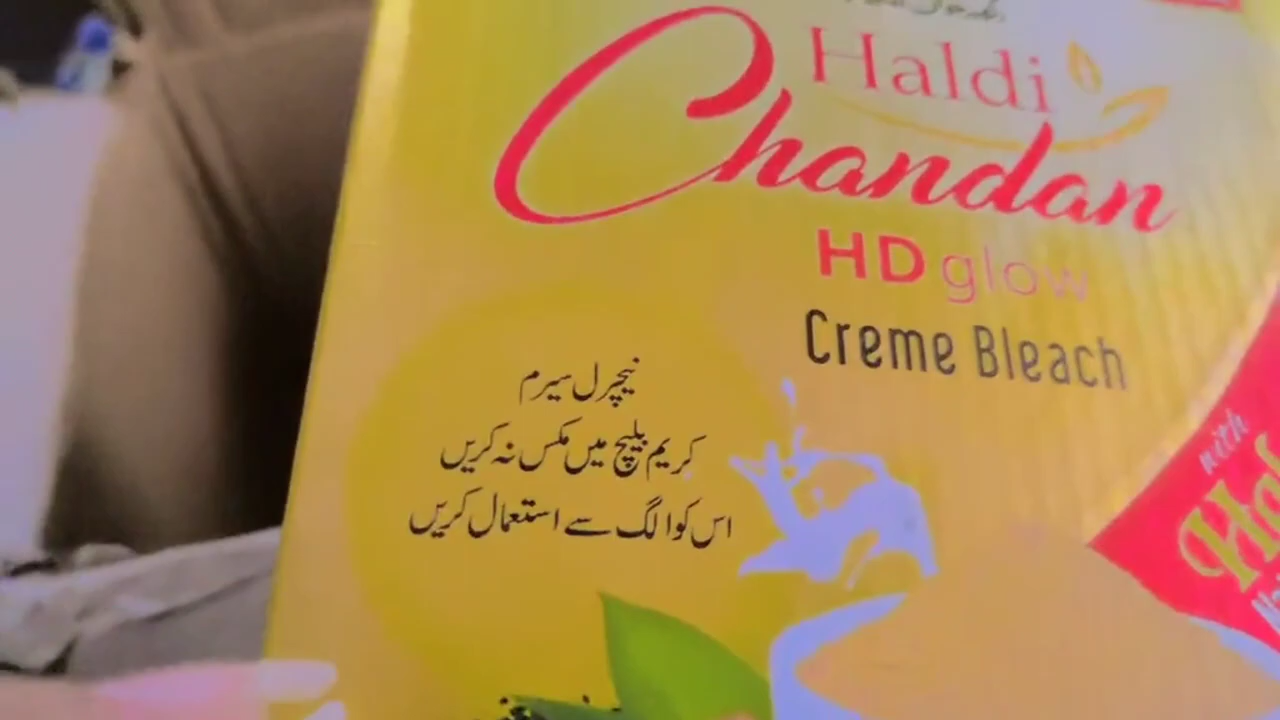 Haldi
Chandan
HD glow
Creme Bleach
نیچرل سیرم
کریم بلیچ میں مکس نہ کریں
اس کو الگ سے استعمال کریں
with